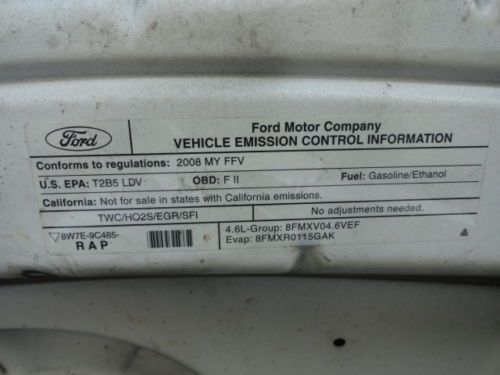 Ford
Ford Motor Company
VEHICLE EMISSION CONTROL INFORMATION
Conforms to regulations: 2008 MY FFV
U.S. EPA: T2B5 LDV OBD: F II Fuel: Gasoline/Ethanol
California: Not for sale in states with California emissions.
TWC/HO2S/EGR/SFI No adjustments needed.
8W7E-9C485-
R A P
4.6L-Group: 8FMXV04.6VEF
Evap: 8FMXR0115GAK